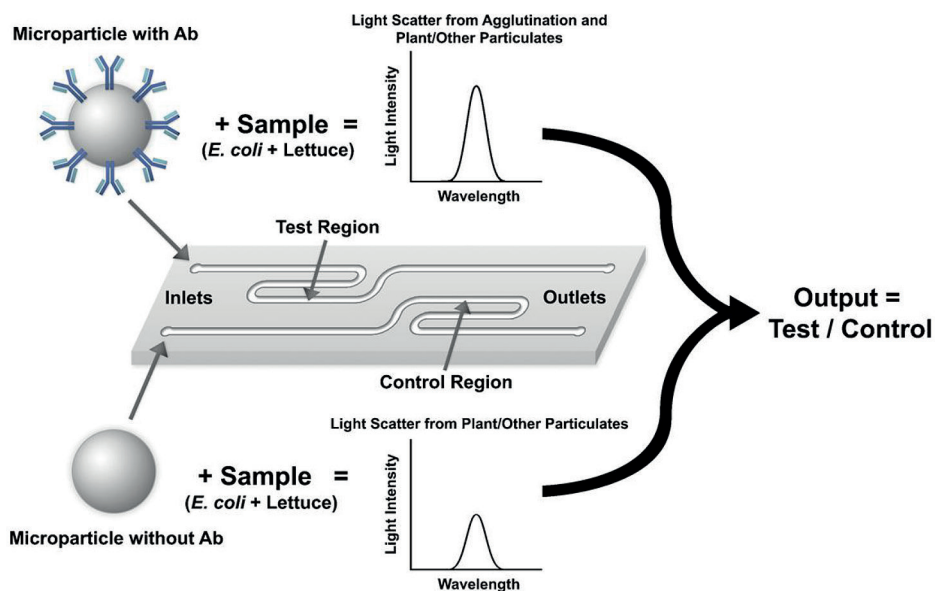 Microparticle with Ab
Light Scatter from Agglutination and
Plant/Other Particulates
+ Sample =
(E. coli + Lettuce)
Light Intensity
Wavelength
Test Region
Inlets
Outlets
Control Region
Output =
Test / Control
Light Scatter from Plant/Other Particulates
+ Sample =
(E. coli + Lettuce)
Light Intensity
Wavelength
Microparticle without Ab